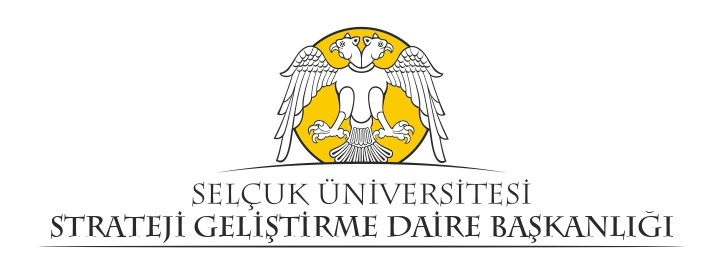 SELÇUK ÜNİVERSİTESİ
STRATEJİ GELİŞTİRME DAİRE BAŞKANLIĞI